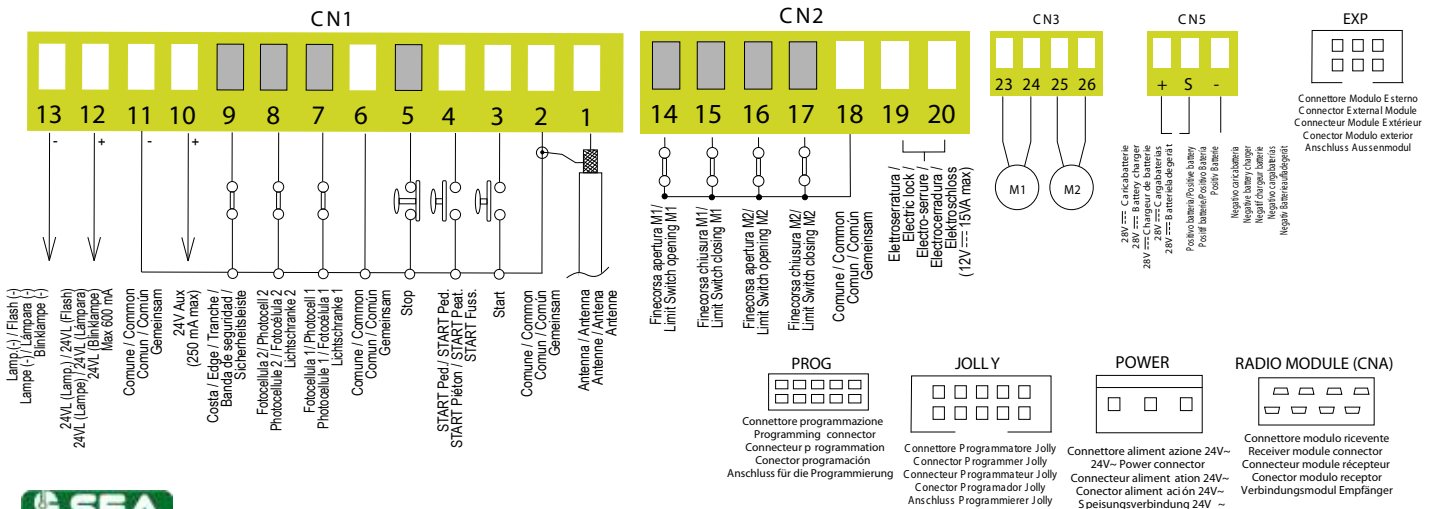 CN1
13 12 11 10 9 8 7 6 5 4 3 2 1
- + - +
Lamp.(-) / Flash (-)
Lampe (-) / Lámpara (-)
Blinklampe (-)
24VL (Lamp.) / 24VL (Flash)
24VL (Lampe) / 24VL (Lámpara)
24VL (Blinklampe)
Max 600 mA
Comune / Common
Comun / Común
Gemeinsam
24V Aux
(250 mA max)
Costa / Edge / Tranche /
Banda de seguridad /
Sicherheitsleiste
Fotocellula 2/ Photocell 2
Photocellule 2 / Fotocélula 2
Lichtschranke 2
Fotocellula 1 / Photocell 1
Photocellule 1 / Fotocélula 1
Lichtschranke 1
Comune / Common
Comun / Común
Gemeinsam
Stop
START Ped./ START Ped.
START Piéton / START Peat.
START Fuss.
Start
Comune / Common
Comun / Común
Gemeinsam
Antenna / Antenna
Antenne / Antena
Antenne
CN2
14 15 16 17 18 19 20
Finecorsa apertura M1/
Limit Switch opening M1
Finecorsa chiusura M1/
Limit Switch closing M1
Finecorsa apertura M2/
Limit Switch opening M2
Finecorsa chiusura M2/
Limit Switch closing M2
Comune / Common
Comun / Común
Gemeinsam
Elettroserratura /
Electric lock /
Electro-serrure /
Electrocerradura /
Elektroschloss
(12V 15VA max)
CN3
23 24 25 26
M1 M2
CN5
+ S -
28V Caricabatterie
28V Battery charger
28V Chargeur de batterie
28V Cargabaterias
28V Batterieladegerät
Positivo batteria/Positive battery
Positif batterie/Positivo Batería
Positiv Batterie
Negativo caricabatteria
Negative battery charger
Negatif chargeur batterie
Negativo cargabaterías
Negativ Batterieaufladegerät
EXP
Connettore Modulo Esterno
Connector External Module
Connecteur Module Extérieur
Conector Modulo exterior
Anschluss Aussenmodul
PROG
Connettore programmazione
Programming connector
Connecteur p rogrammation
Conector programación
Anschluss für die Programmierung
JOLLY
Connettore Programmatore Jolly
Connector Programmer Jolly
Connecteur Programmateur Jolly
Conector Programador Jolly
Anschluss Programmierer Jolly
POWER
Connettore aliment azione 24V~
24V~ Power connector
Connecteur aliment ation 24V~
Conector aliment ación 24V~
Speisungsverbindung 24V ~
RADIO MODULE (CNA)
Connettore modulo ricevente
Receiver module connector
Connecteur module récepteur
Conector modulo receptor
Verbindungsmodul Empfänger
SEA